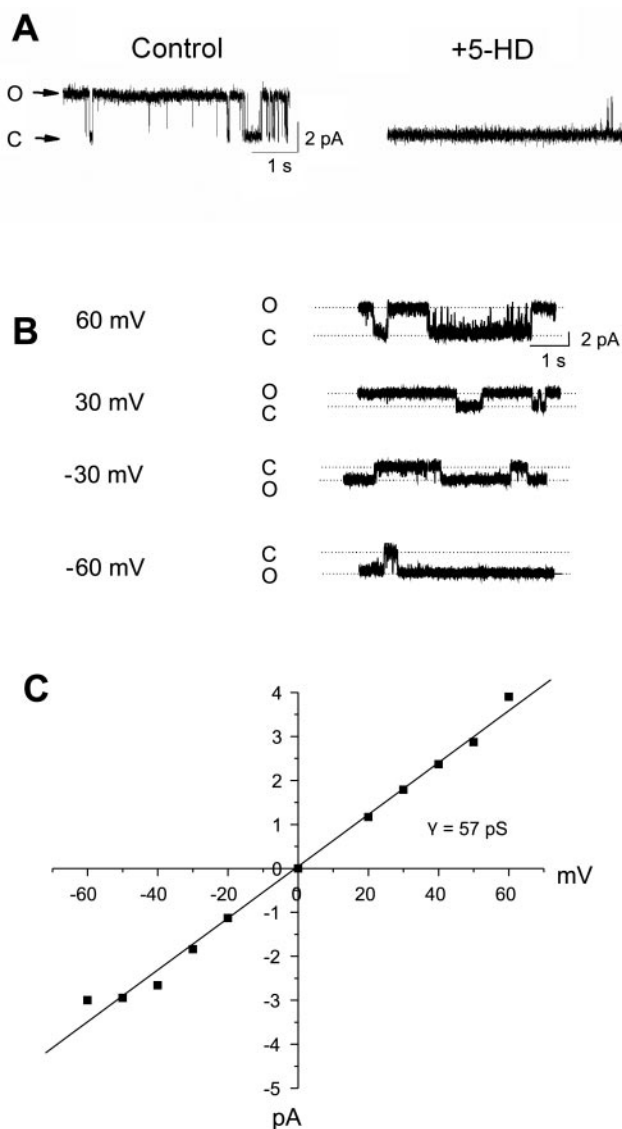 A
Control
+5-HD
O
C
2 pA
1 s
B
60 mV
O
C
2 pA
1 s
30 mV
O
C
-30 mV
C
O
-60 mV
C
O
C
4
3
2
1
γ = 57 pS
0
mV
-60 -40 -20 0 20 40 60
-1
-2
-3
-4
-5
pA